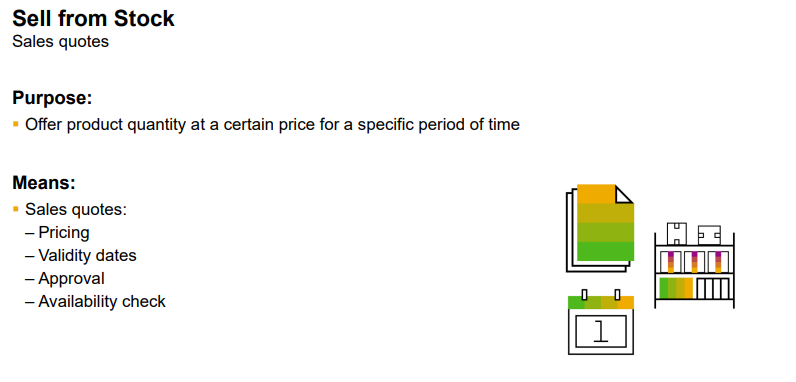 Sell from Stock
Sales quotes
Purpose:
▪ Offer product quantity at a certain price for a specific period of time
Means:
▪ Sales quotes:
– Pricing
– Validity dates
– Approval
– Availability check
1